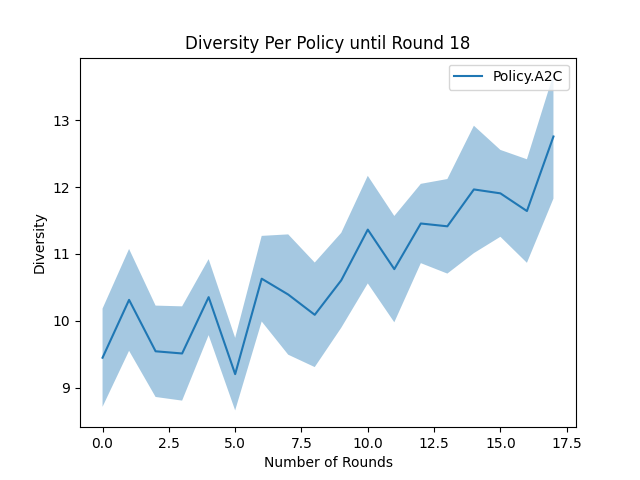 Diversity Per Policy until Round 18
Policy.A2C
Diversity
13
12
11
10
9
0.0 2.5 5.0 7.5 10.0 12.5 15.0 17.5
Number of Rounds